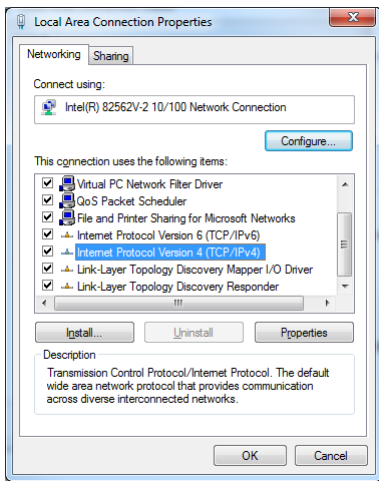 Local Area Connection Properties
Networking Sharing
Connect using:
Intel(R) 82562V-2 10/100 Network Connection
Configure...
This connection uses the following items:
Virtual PC Network Filter Driver
QoS Packet Scheduler
File and Printer Sharing for Microsoft Networks
Internet Protocol Version 6 (TCP/IPv6)
Internet Protocol Version 4 (TCP/IPv4)
Link-Layer Topology Discovery Mapper I/O Driver
Link-Layer Topology Discovery Responder
Install... Uninstall Properties
Description
Transmission Control Protocol/Internet Protocol. The default
wide area network protocol that provides communication
across diverse interconnected networks.
OK Cancel